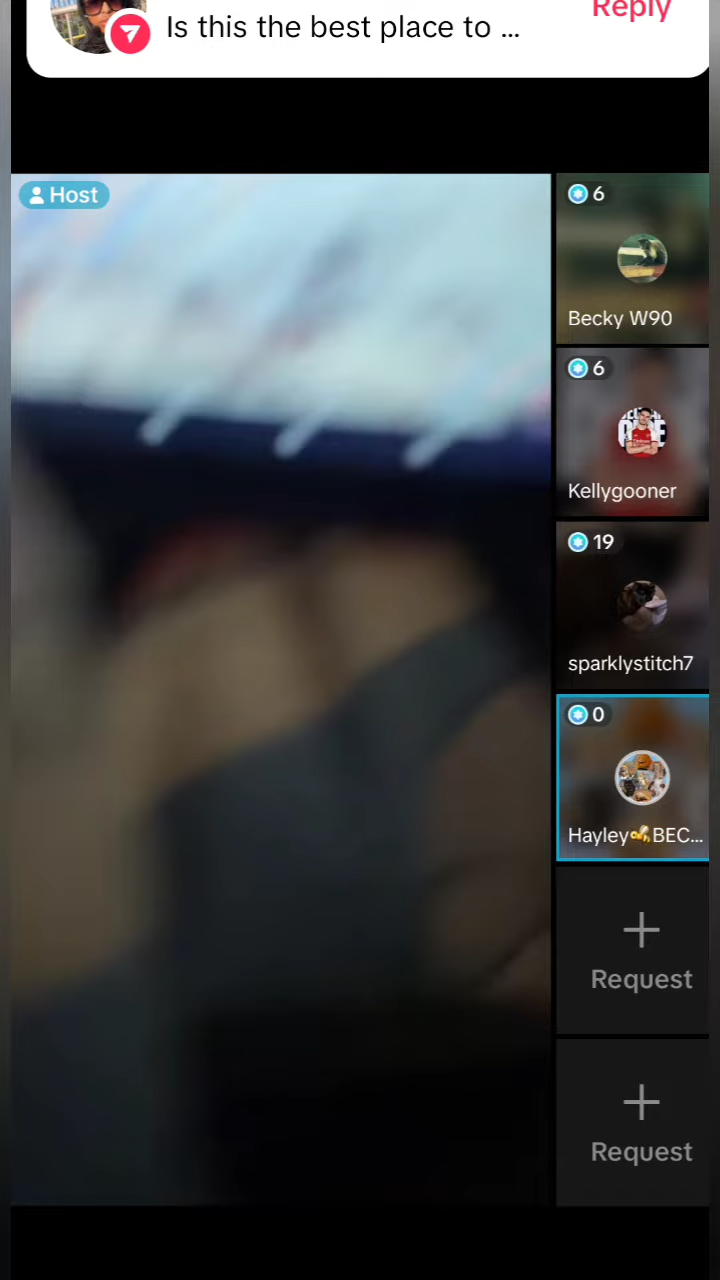 Is this the best place to ...
Reply
Host
6
Becky W90
6
Kellygooner
19
sparklystitch7
0
Hayley🐝BEC...
Request
Request